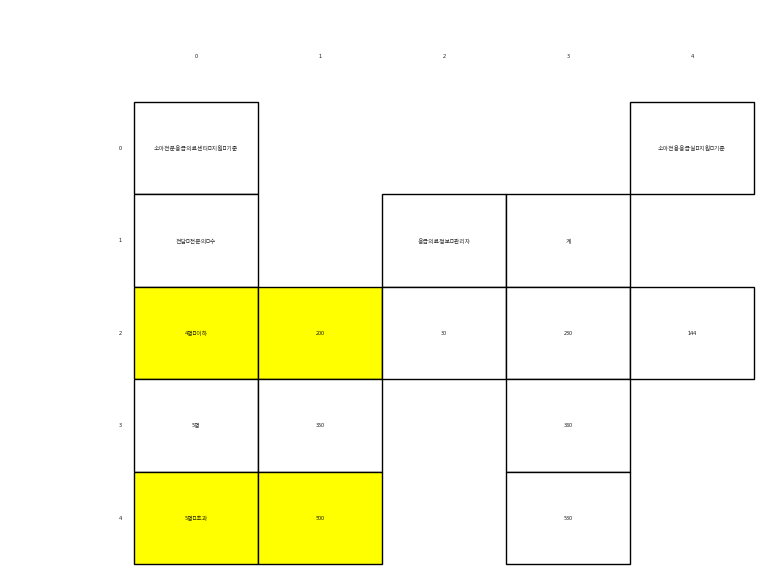 0 1 2 3 4
0 소아전문응급의료센터□지원□기준 소아전용응급실□지원□기준
1 전담□전문의□수 응급의료정보□관리자 계
2 4명□이하 200 30 230 144
3 5명 350 380
4 5명□초과 500 530